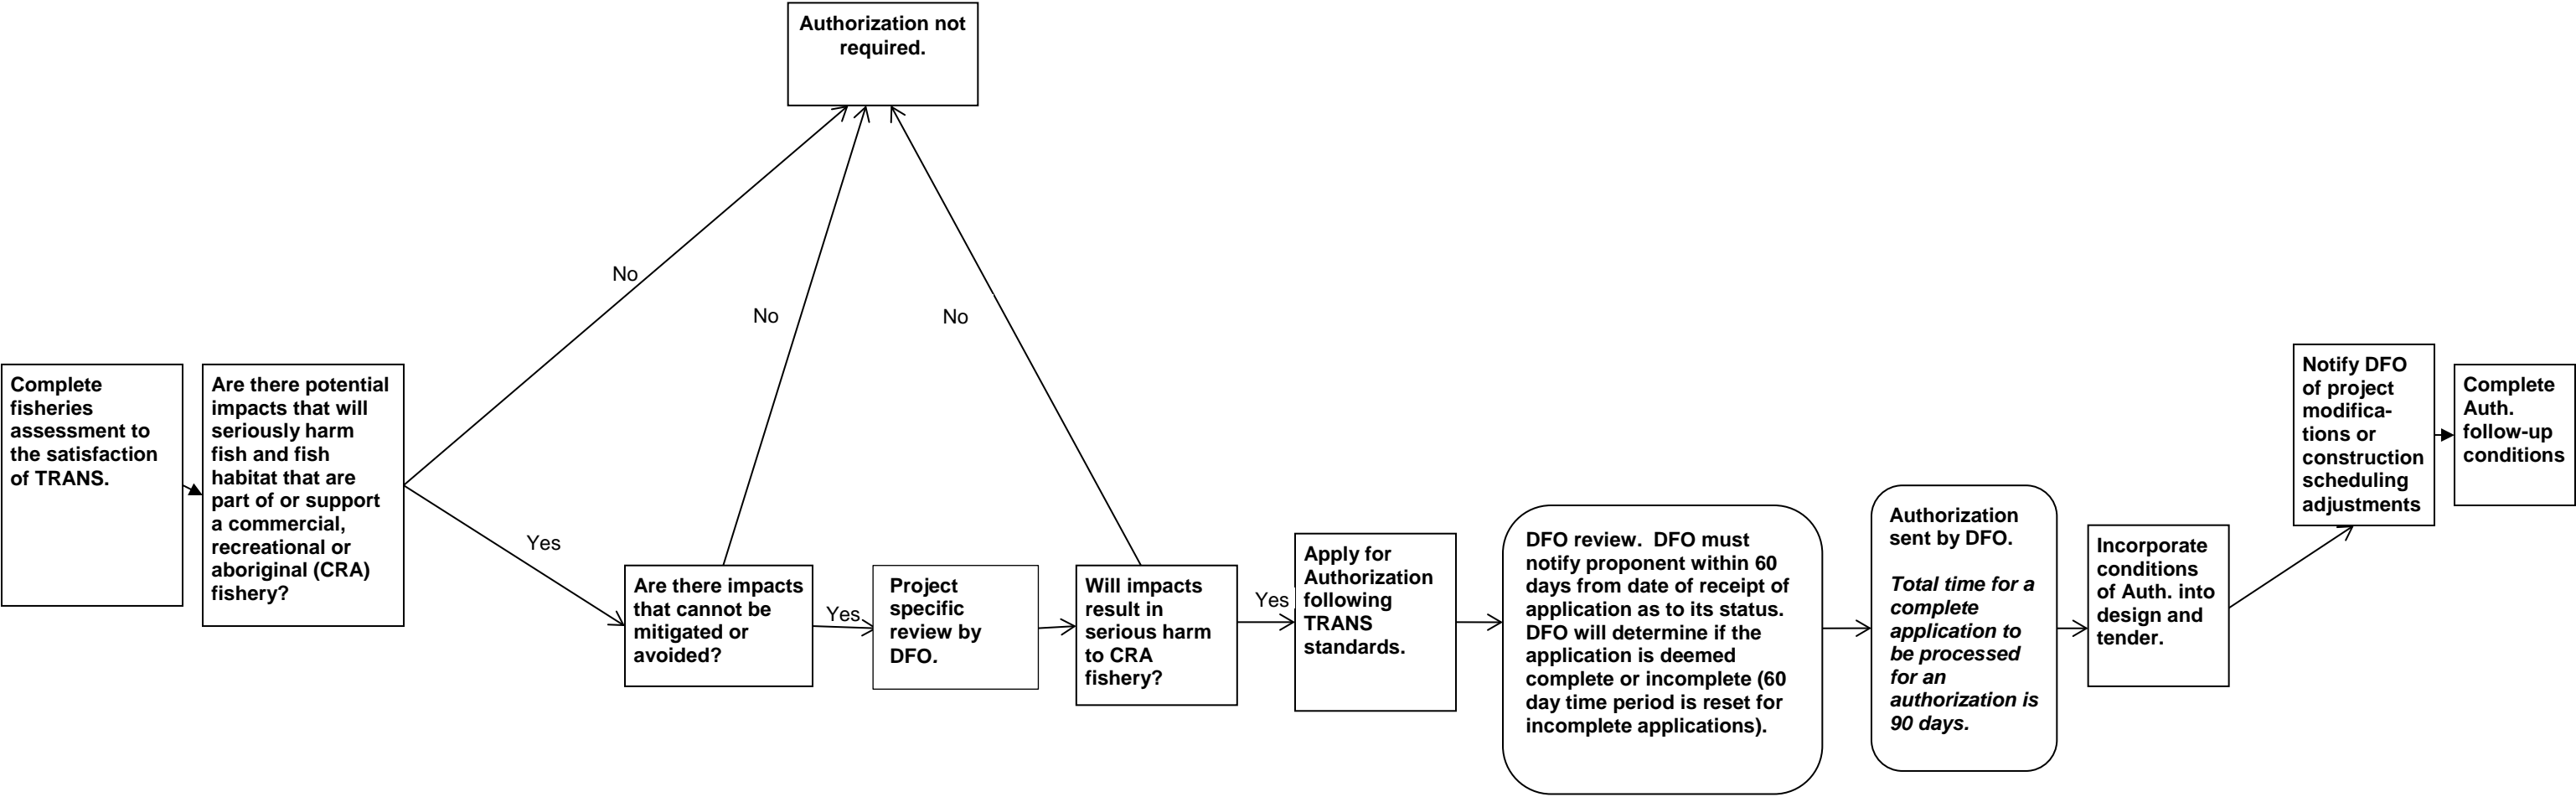 Authorization not
required.
No
No
No
Complete
fisheries
assessment to
the satisfaction
of TRANS.
Are there potential
impacts that will
seriously harm
fish and fish
habitat that are
part of or support
a commercial,
recreational or
aboriginal (CRA)
fishery?
Yes
Are there impacts
that cannot be
mitigated or
avoided?
Yes
Project
specific
review by
DFO.
Will impacts
result in
serious harm
to CRA
fishery?
Yes
Apply for
Authorization
following
TRANS
standards.
DFO review.  DFO must
notify proponent within 60
days from date of receipt of
application as to its status.
DFO will determine if the
application is deemed
complete or incomplete (60
day time period is reset for
incomplete applications).
Authorization
sent by DFO.
Total time for a
complete
application to
be processed
for an
authorization is
90 days.
Incorporate
conditions
of Auth. into
design and
tender.
Notify DFO
of project
modifica-
tions or
construction
scheduling
adjustments
Complete
Auth.
follow-up
conditions